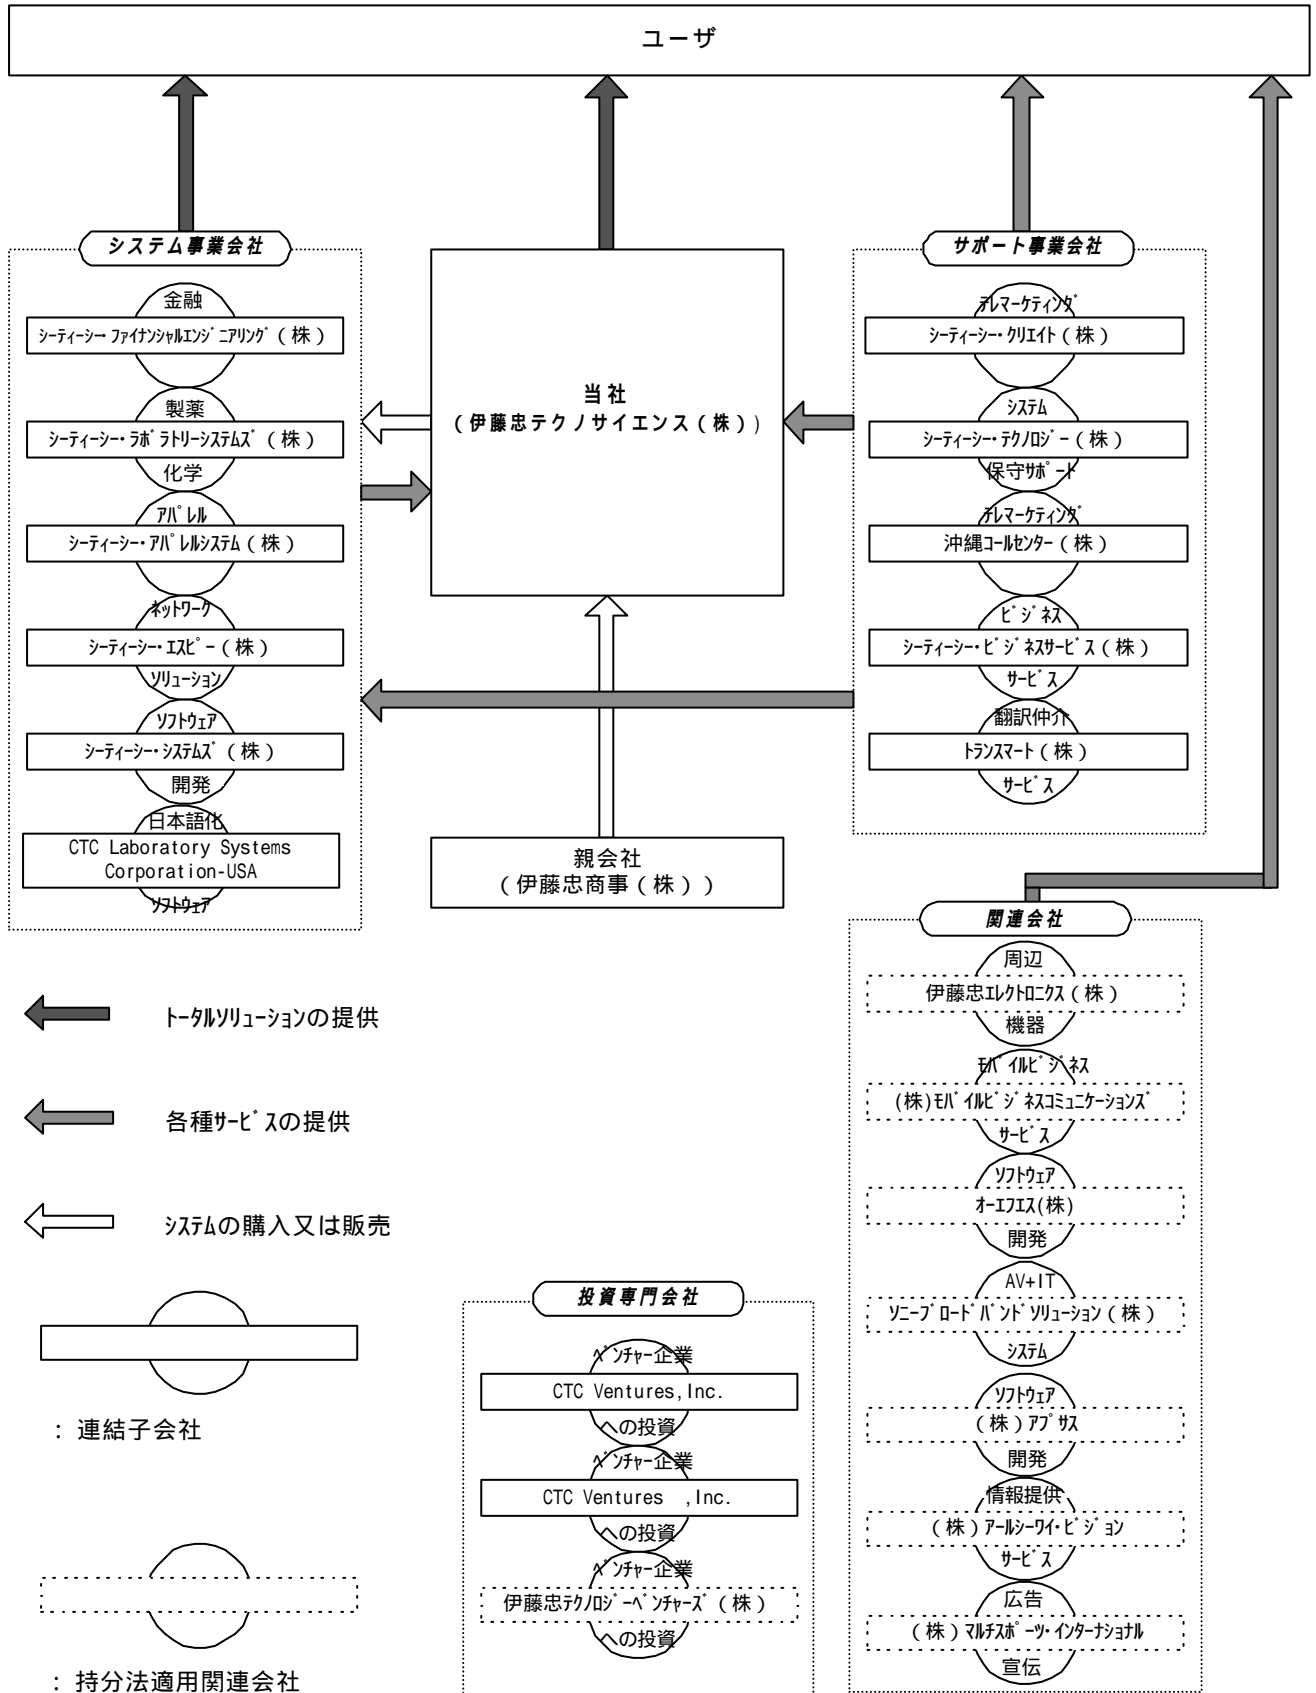 ユーザ
システム事業会社
金融
シーティーシー・ファイナンシャルエンジニアリング（株）
製薬
シーティーシー・ラボラトリーシステムズ（株）
化学
アパレル
シーティーシー・アパレルシステム（株）
ネットワーク
シーティーシー・エスピー（株）
ソリューション
ソフトウェア
シーティーシー・システムズ（株）
開発
日本語化
CTC Laboratory Systems
Corporation-USA
ソフトウェア
当社
（伊藤忠テクノサイエンス（株））
親会社
（伊藤忠商事（株））
サポート事業会社
テレマーケティング
シーティーシー・クリエイト（株）
システム
シーティーシー・テクノロジー（株）
保守サポート
テレマーケティング
沖縄コールセンター（株）
ビジネス
シーティーシー・ビジネスサービス（株）
サービス
翻訳仲介
トランスマート（株）
サービス
関連会社
周辺
伊藤忠エレクトロニクス（株）
機器
モバイルビジネス
(株)モバイルビジネスコミュニケーションズ
サービス
ソフトウェア
オーエフエス(株)
開発
AV+IT
ソニーブロードバンドソリューション（株）
システム
ソフトウェア
（株）アプサス
開発
情報提供
（株）アールシーワイ・ビジョン
サービス
広告
（株）マルチスポーツ・インターナショナル
宣伝
トータルソリューションの提供
各種サービスの提供
システムの購入又は販売
：連結子会社
：持分法適用関連会社
投資専門会社
ベンチャー企業
CTC Ventures,Inc.
への投資
ベンチャー企業
CTC Ventures　,Inc.
への投資
ベンチャー企業
伊藤忠テクノロジーベンチャーズ（株）
への投資